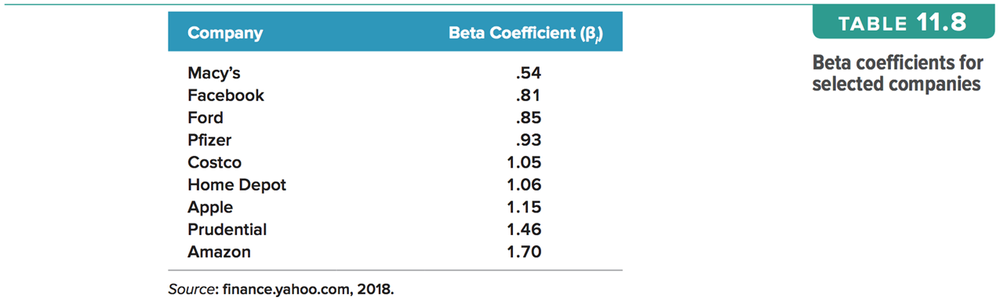 Company Beta Coefficient (βi)
Macy's .54
Facebook .81
Ford .85
Pfizer .93
Costco 1.05
Home Depot 1.06
Apple 1.15
Prudential 1.46
Amazon 1.70
Source: finance.yahoo.com, 2018.
TABLE 11.8
Beta coefficients for
selected companies